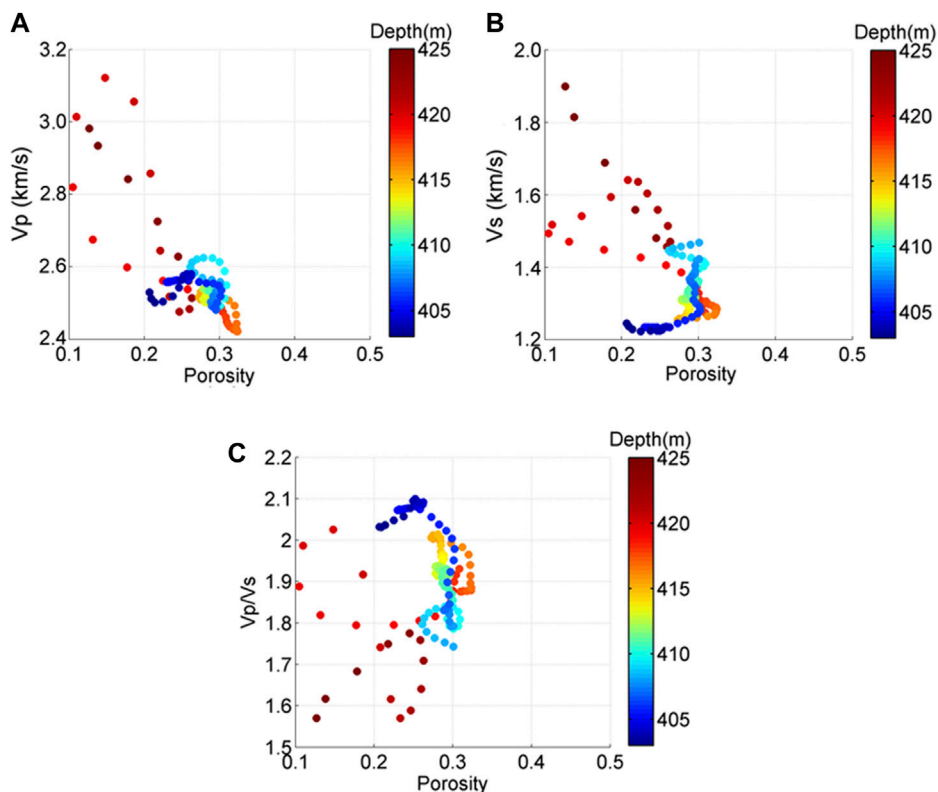 A
Depth(m)
B
Depth(m)
3.2
425
2.0
425
3.0
420
1.8
420
Vp (km/s)
2.8
415
Vs (km/s)
1.6
415
2.6
410
1.4
410
405
405
2.4
1.2
0.1 0.2 0.3 0.4 0.5
0.1 0.2 0.3 0.4 0.5
Porosity
Porosity
C
Depth(m)
2.2
425
2.1
2
420
Vp/Vs
1.9
415
1.8
1.7
410
1.6
405
1.5
0.1 0.2 0.3 0.4 0.5
Porosity